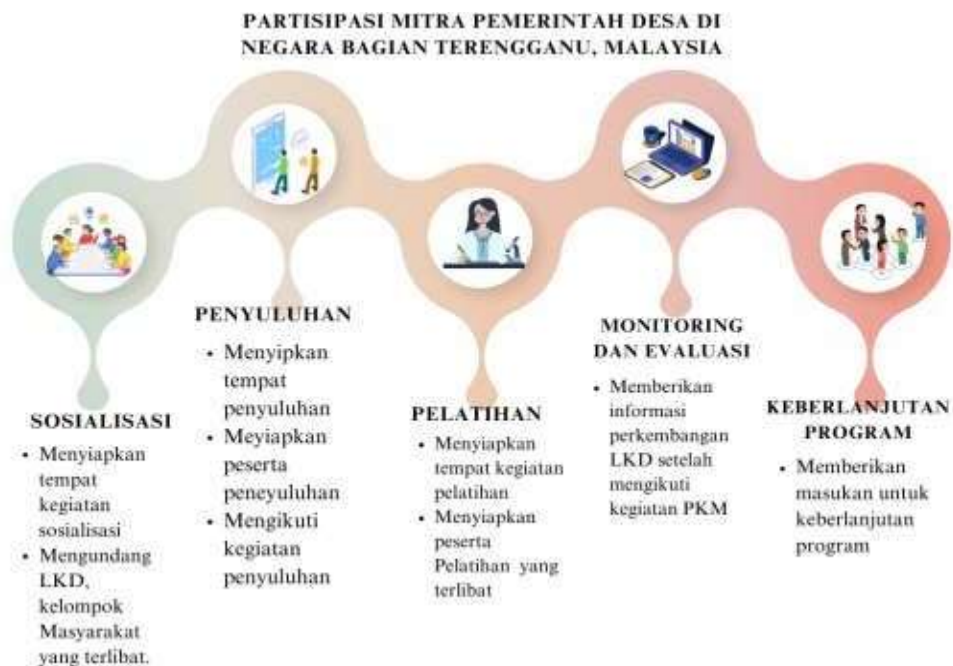 PARTISIPASI MITRA PEMERINTAH DESA DI
NEGARA BAGIAN TERENGGANU, MALAYSIA
SOSIALISASI
• Menyiapkan
tempat
kegiatan
sosialisasi
• Mengundang
LKD,
kelompok
Masyarakat
yang terlibat.
PENYULUHAN
• Menyipkan
tempat
penyuluhan
• Meyiapkan
peserta
peneyuluhan
• Mengikuti
kegiatan
penyuluhan
PELATIHAN
• Menyiapkan
tempat kegiatan
pelatihan
• Menyiapkan
peserta
Pelatihan yang
terlibat
MONITORING
DAN EVALUASI
• Memberikan
informasi
perkembangan
LKD setelah
mengikuti
kegiatan PKM
KEBERLANJUTAN
PROGRAM
• Memberikan
masukan untuk
keberlanjutan
program